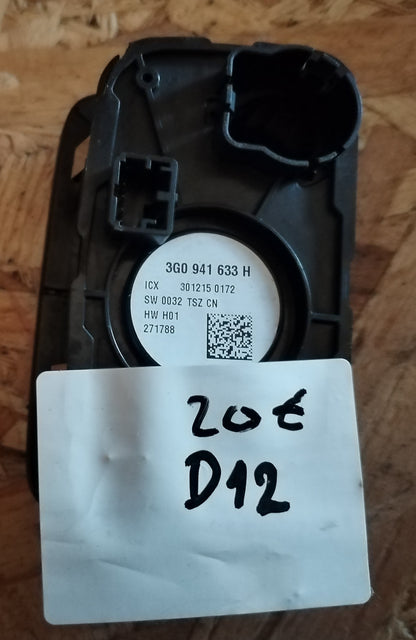 3G0 941 633 H
ICX 301215 0172
SW 0032 TSZ CN
HW H01
271788
20€
D12